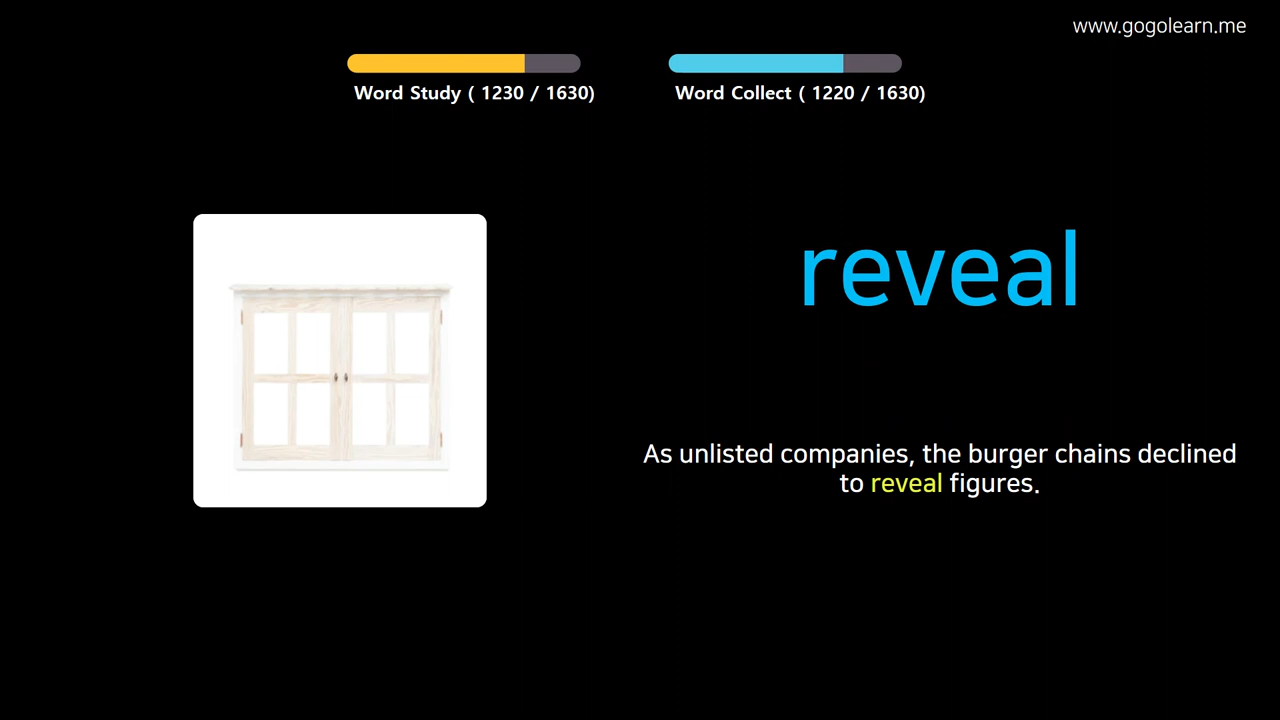 www.gogolearn.me
Word Study ( 1230 / 1630)
Word Collect ( 1220 / 1630)
reveal
As unlisted companies, the burger chains declined
to reveal figures.